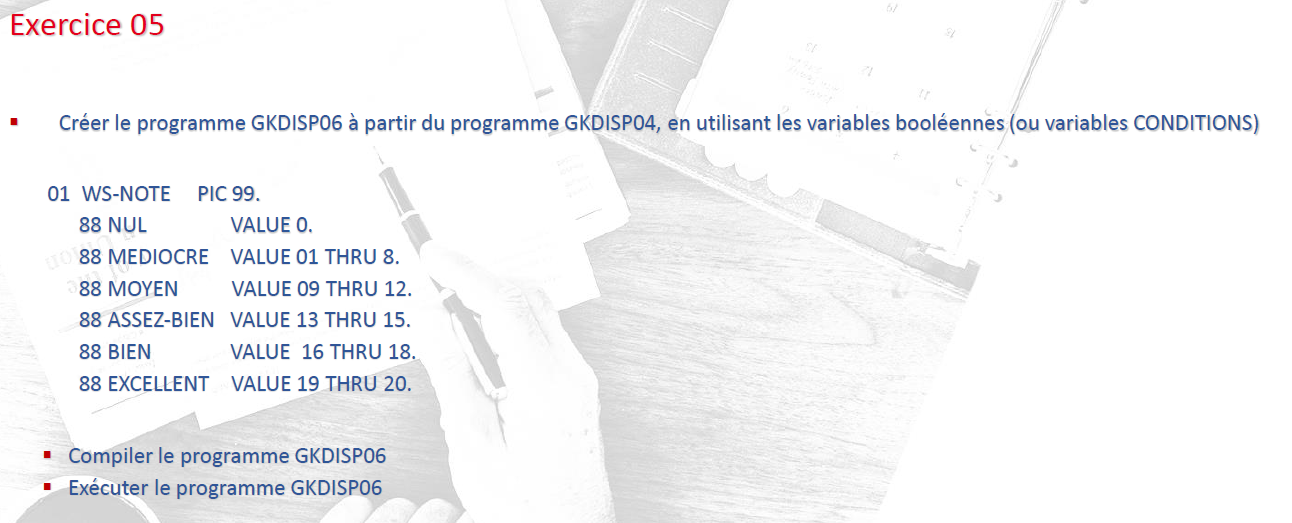 Exercice 05
Créer le programme GKDISP06 à partir du programme GKDISP04, en utilisant les variables booléennes (ou variables CONDITIONS)
01 WS-NOTE PIC 99.
88 NUL VALUE 0.
88 MEDIOCRE VALUE 01 THRU 8.
88 MOYEN VALUE 09 THRU 12.
88 ASSEZ-BIEN VALUE 13 THRU 15.
88 BIEN VALUE 16 THRU 18.
88 EXCELLENT VALUE 19 THRU 20.
Compiler le programme GKDISP06
Exécuter le programme GKDISP06